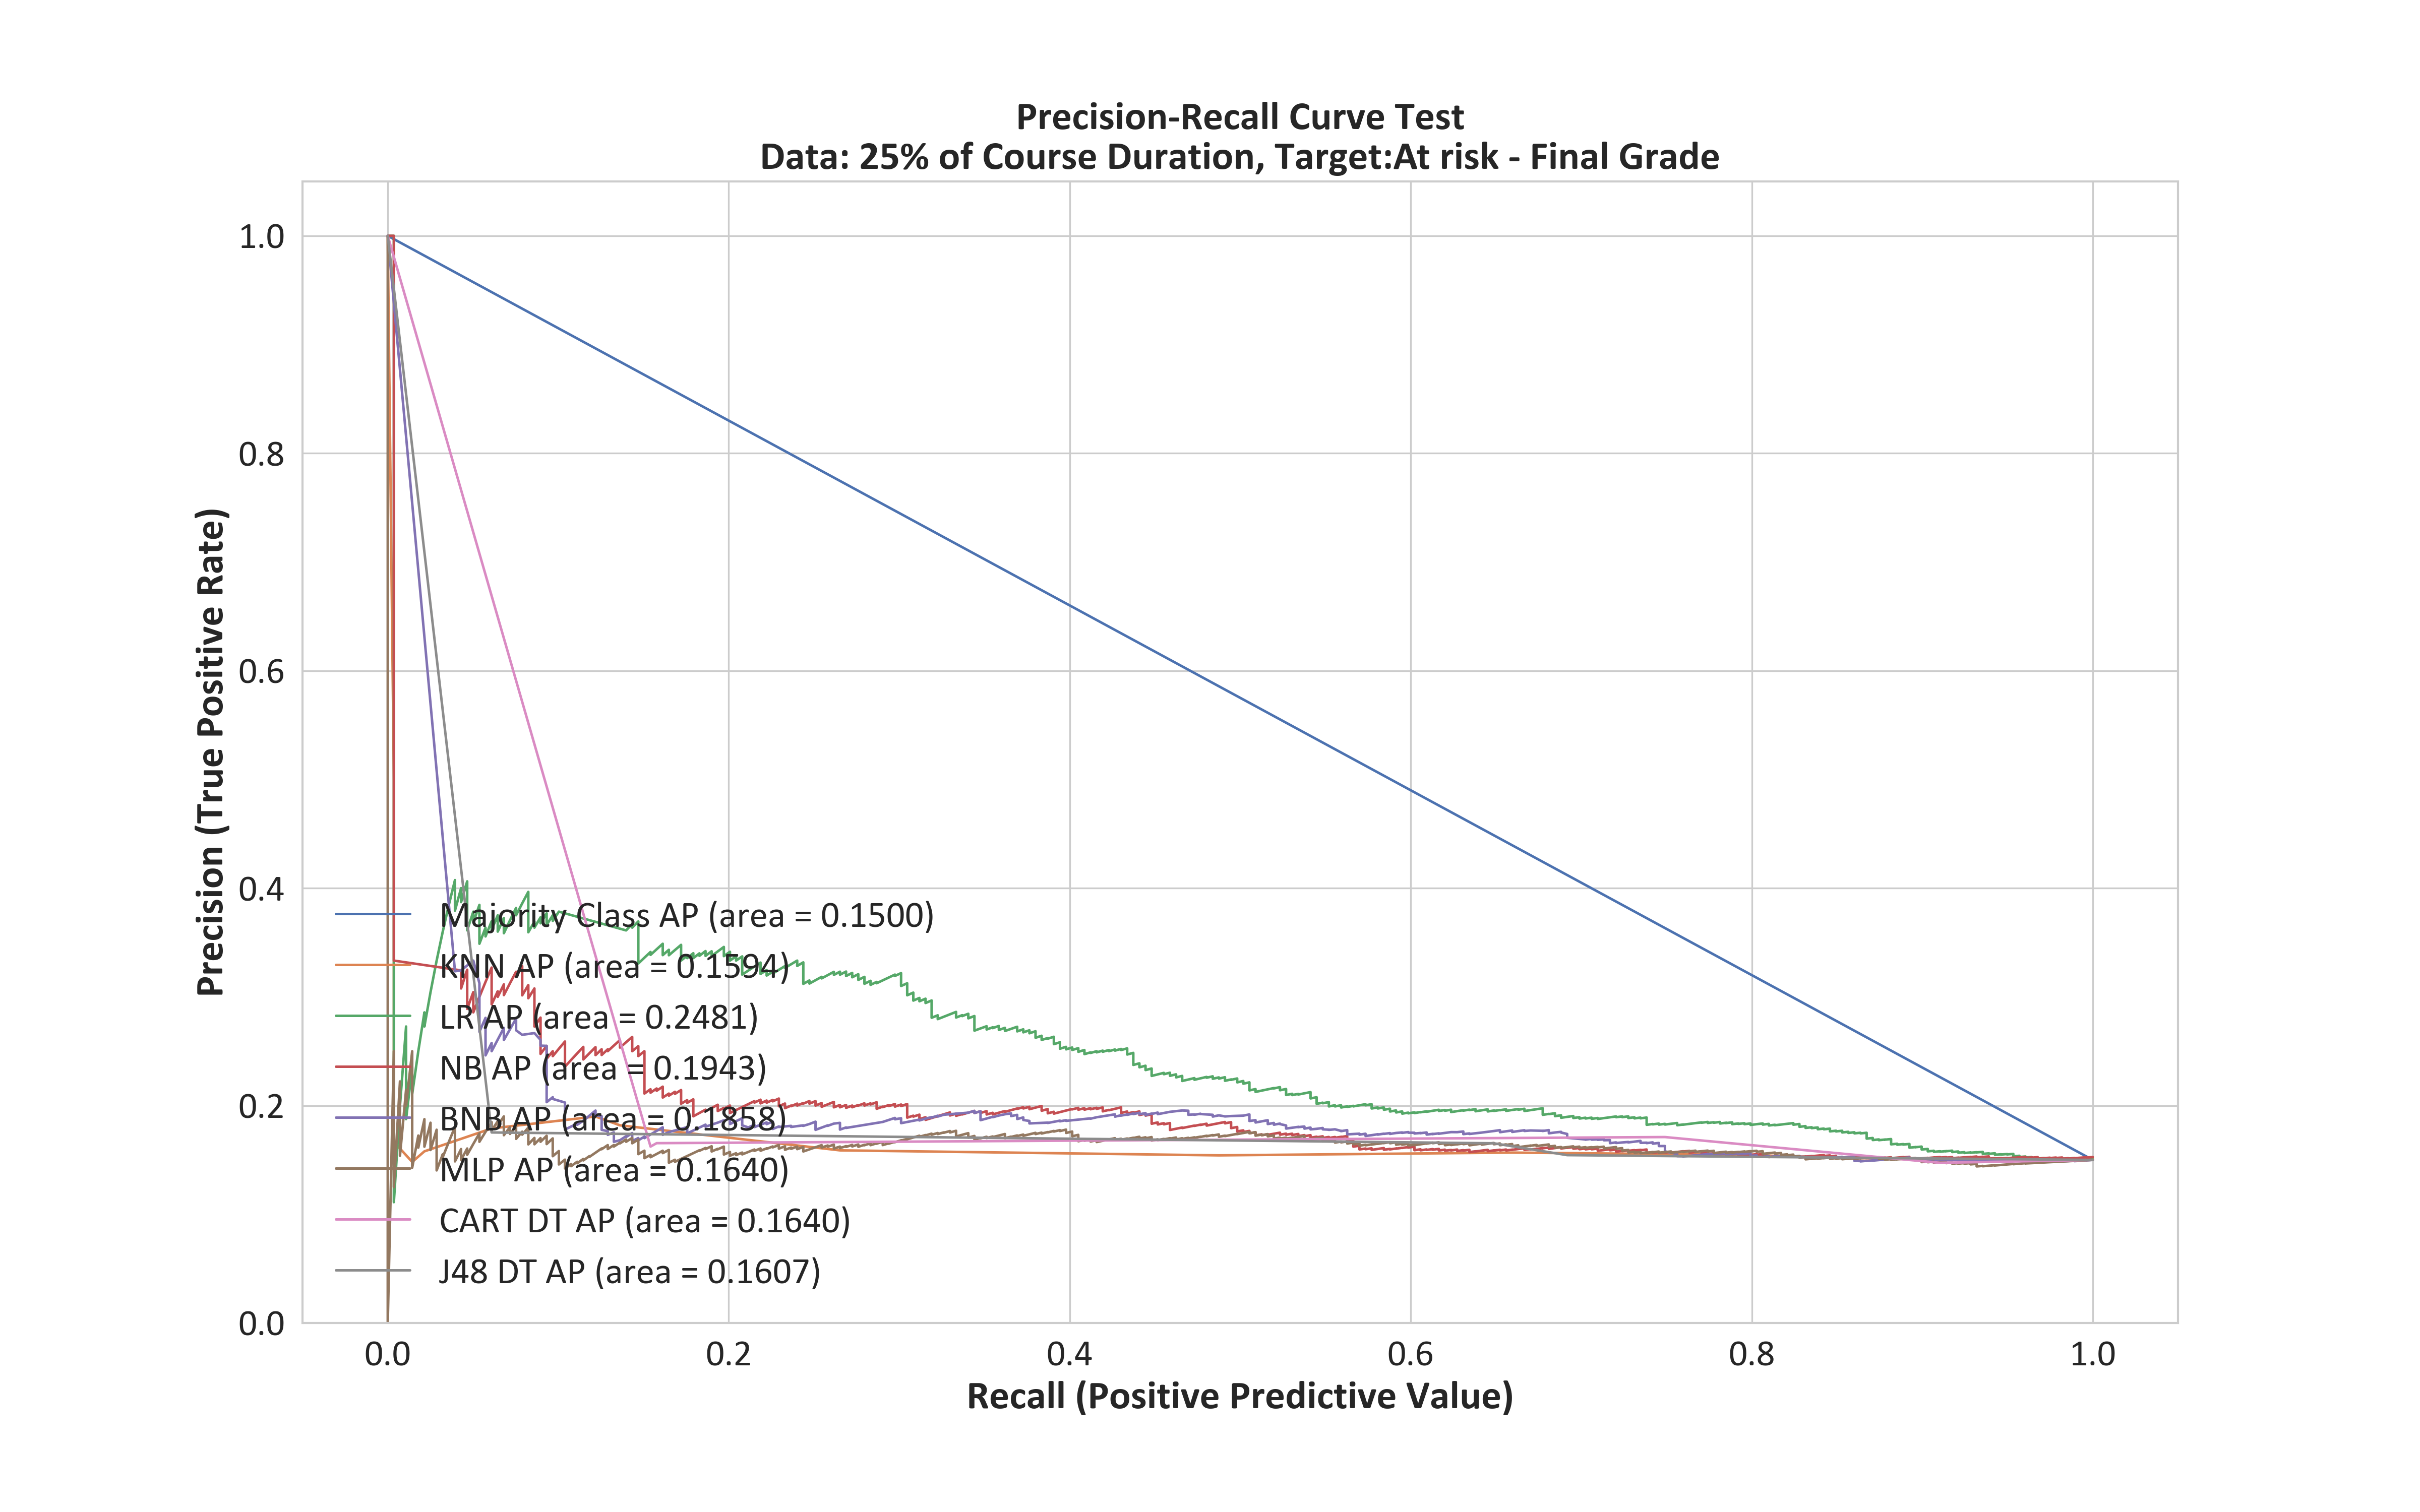 Precision-Recall Curve Test
Data: 25% of Course Duration, Target:At risk - Final Grade
1.0
0.8
0.6
0.4
0.2
0.0
Precision (True Positive Rate)
Majority Class AP (area = 0.1500)
KNN AP (area = 0.1594)
LR AP (area = 0.2481)
NB AP (area = 0.1943)
BNB AP (area = 0.1858)
MLP AP (area = 0.1640)
CART DT AP (area = 0.1640)
J48 DT AP (area = 0.1607)
0.0 0.2 0.4 0.6 0.8 1.0
Recall (Positive Predictive Value)